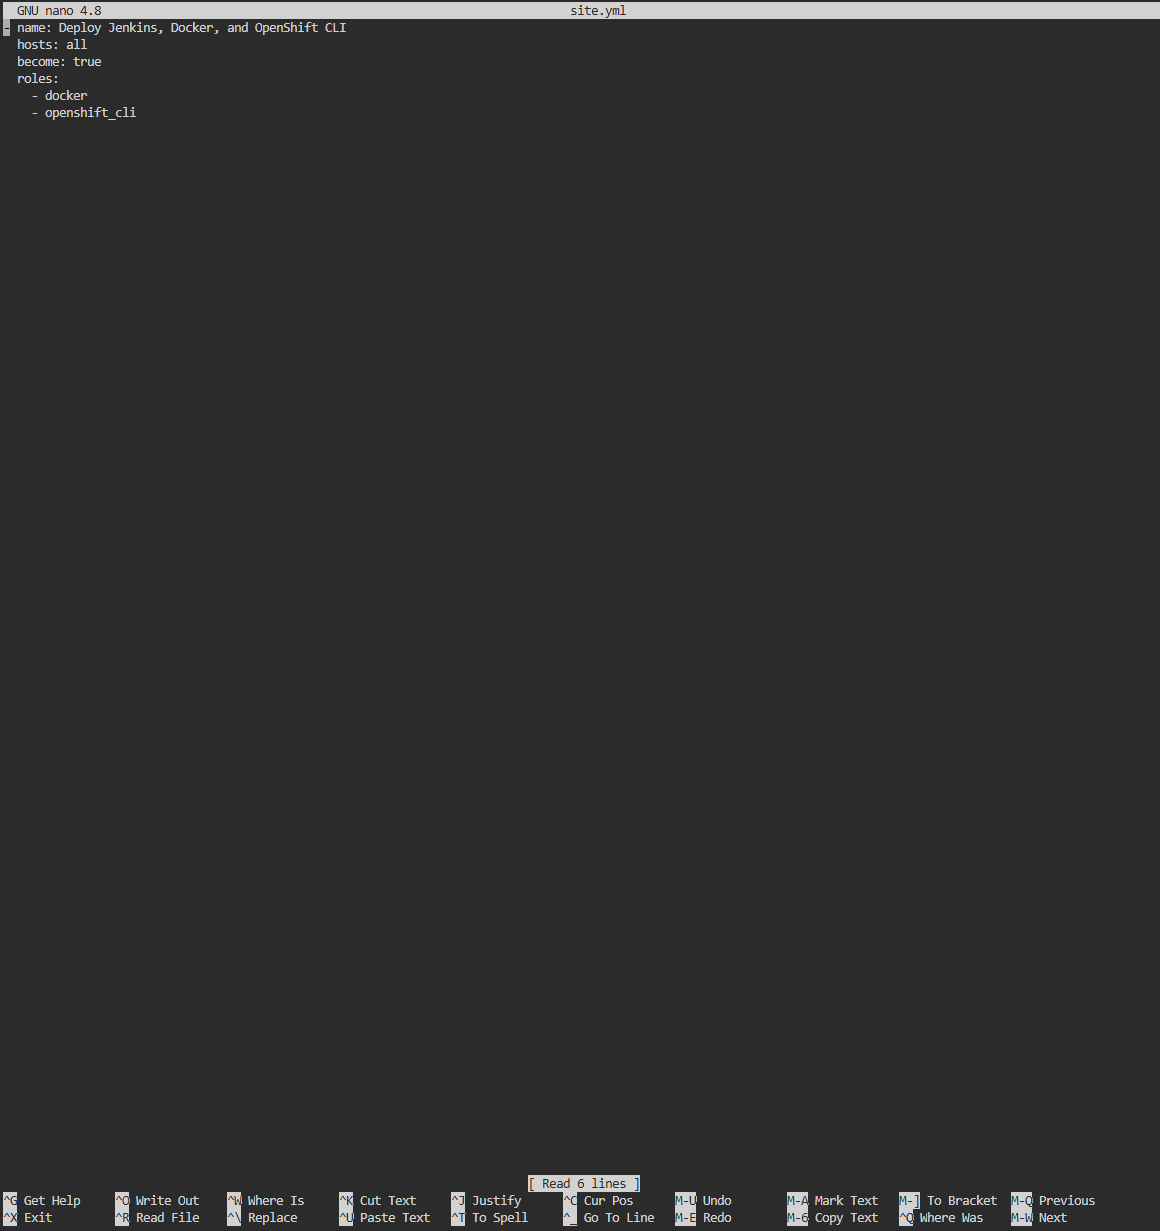 GNU nano 4.8 site.yml
- name: Deploy Jenkins, Docker, and OpenShift CLI
  hosts: all
  become: true
  roles:
    - docker
    - openshift_cli
[ Read 6 lines ]
^G Get Help ^O Write Out ^W Where Is ^K Cut Text ^J Justify ^C Cur Pos M-U Undo M-A Mark Text M-] To Bracket M-Q Previous
^X Exit ^R Read File ^\ Replace ^U Paste Text ^T To Spell ^_ Go To Line M-E Redo M-6 Copy Text ^Q Where Was M-W Next